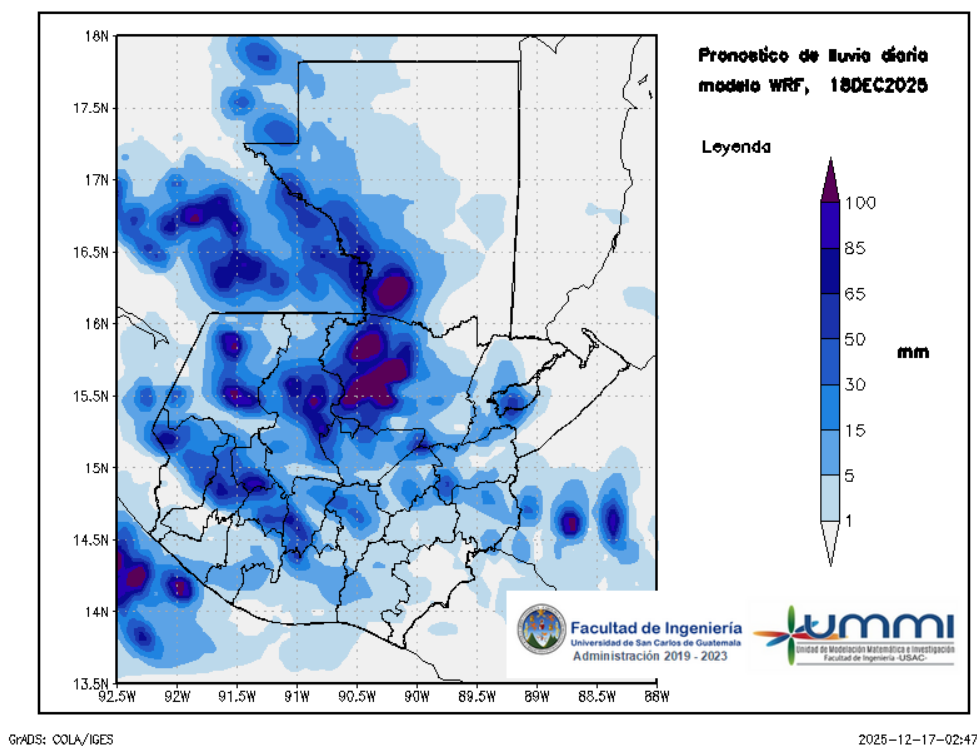 Pronostico de lluvia diaria
modelo WRF, 18DEC2025
Leyenda
100
85
65
50
30
15
5
1
mm
18N
17.5N
17N
16.5N
16N
15.5N
15N
14.5N
14N
13.5N
92.5W
92W
91.5W
91W
90.5W
90W
89.5W
89W
88.5W
88W
Facultad de Ingeniería
Universidad de San Carlos de Guatemala
Administración 2019 - 2023
UMMI
Unidad de Modelación Matemática e Investigación
Facultad de Ingeniería -USAC-
GrADS: COLA/IGES
2025-12-17-02:47